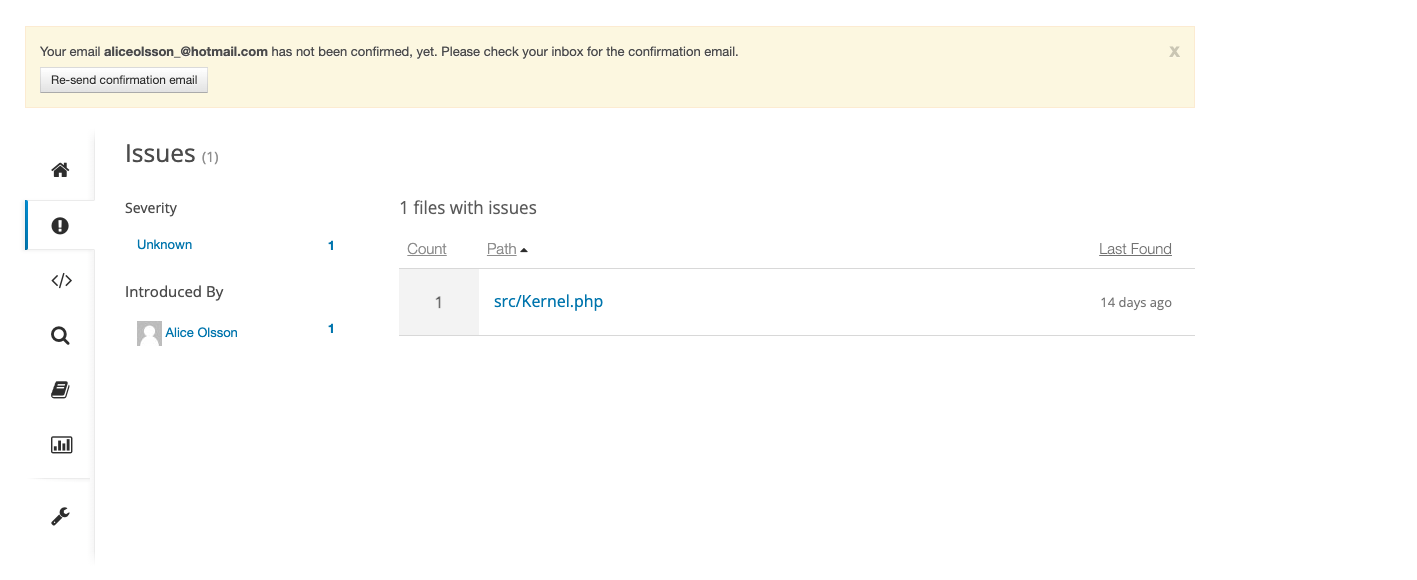 Your email aliceolsson_@hotmail.com has not been confirmed, yet. Please check your inbox for the confirmation email.
x
Re-send confirmation email
Issues (1)
Severity
Unknown 1
Introduced By
Alice Olsson 1
1 files with issues
Count Path Last Found
1 src/Kernel.php 14 days ago